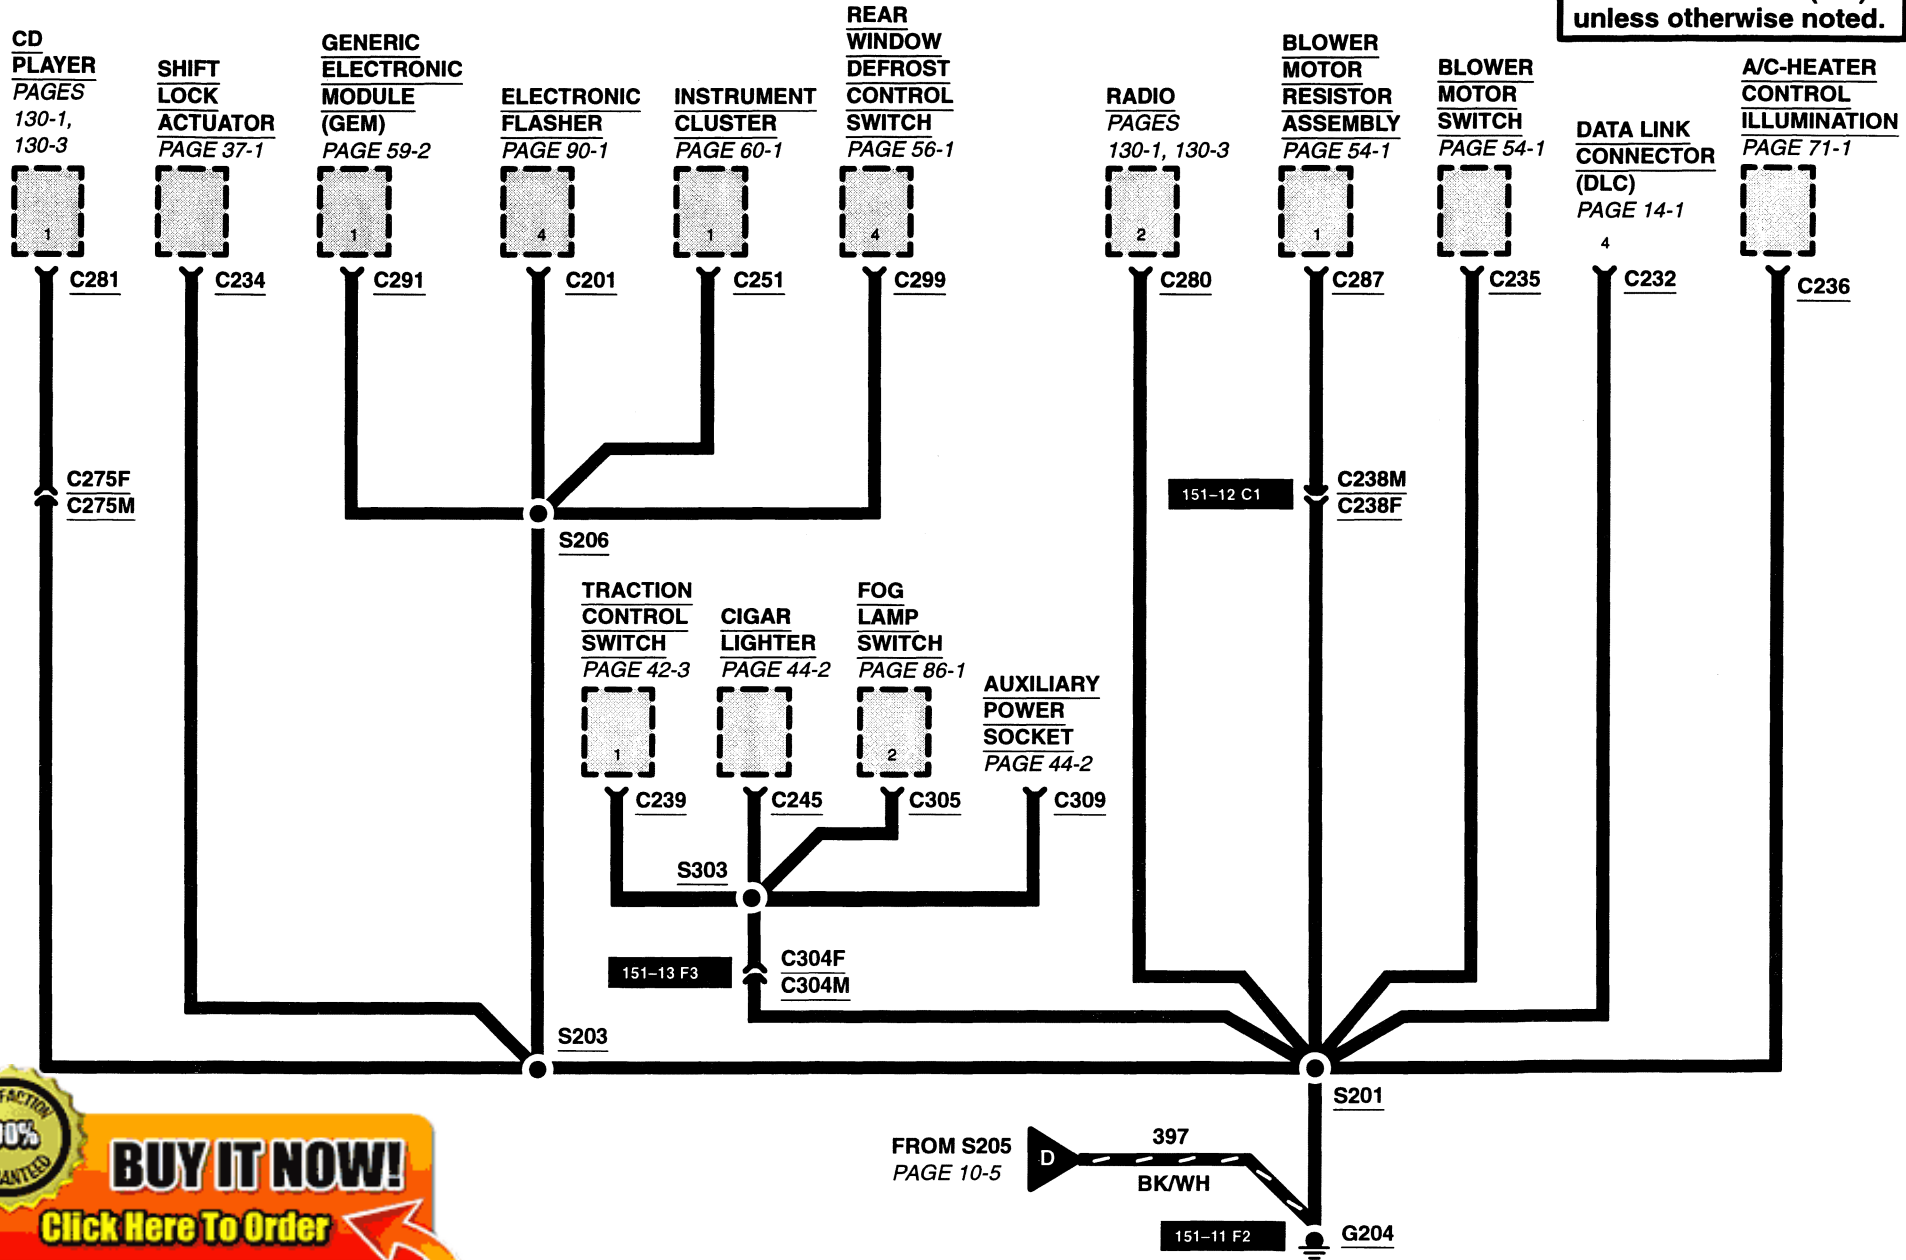 unless otherwise noted.
CD
PLAYER
PAGES
130-1,
130-3
1
C281
SHIFT
LOCK
ACTUATOR
PAGE 37-1
C234
GENERIC
ELECTRONIC
MODULE
(GEM)
PAGE 59-2
1
C291
ELECTRONIC
FLASHER
PAGE 90-1
4
C201
INSTRUMENT
CLUSTER
PAGE 60-1
1
C251
REAR
WINDOW
DEFROST
CONTROL
SWITCH
PAGE 56-1
4
C299
RADIO
PAGES
130-1, 130-3
2
C280
BLOWER
MOTOR
RESISTOR
ASSEMBLY
PAGE 54-1
1
C287
BLOWER
MOTOR
SWITCH
PAGE 54-1
C235
DATA LINK
CONNECTOR
(DLC)
PAGE 14-1
4
C232
A/C-HEATER
CONTROL
ILLUMINATION
PAGE 71-1
C236
C275F
C275M
151–12 C1
C238M
C238F
S206
TRACTION
CONTROL
SWITCH
PAGE 42-3
1
C239
CIGAR
LIGHTER
PAGE 44-2
C245
FOG
LAMP
SWITCH
PAGE 86-1
2
C305
AUXILIARY
POWER
SOCKET
PAGE 44-2
C309
S303
151–13 F3
C304F
C304M
S203
S201
FROM S205
PAGE 10-5
D
397
BK/WH
151–11 F2
G204
BUY IT NOW!
Click Here To Order